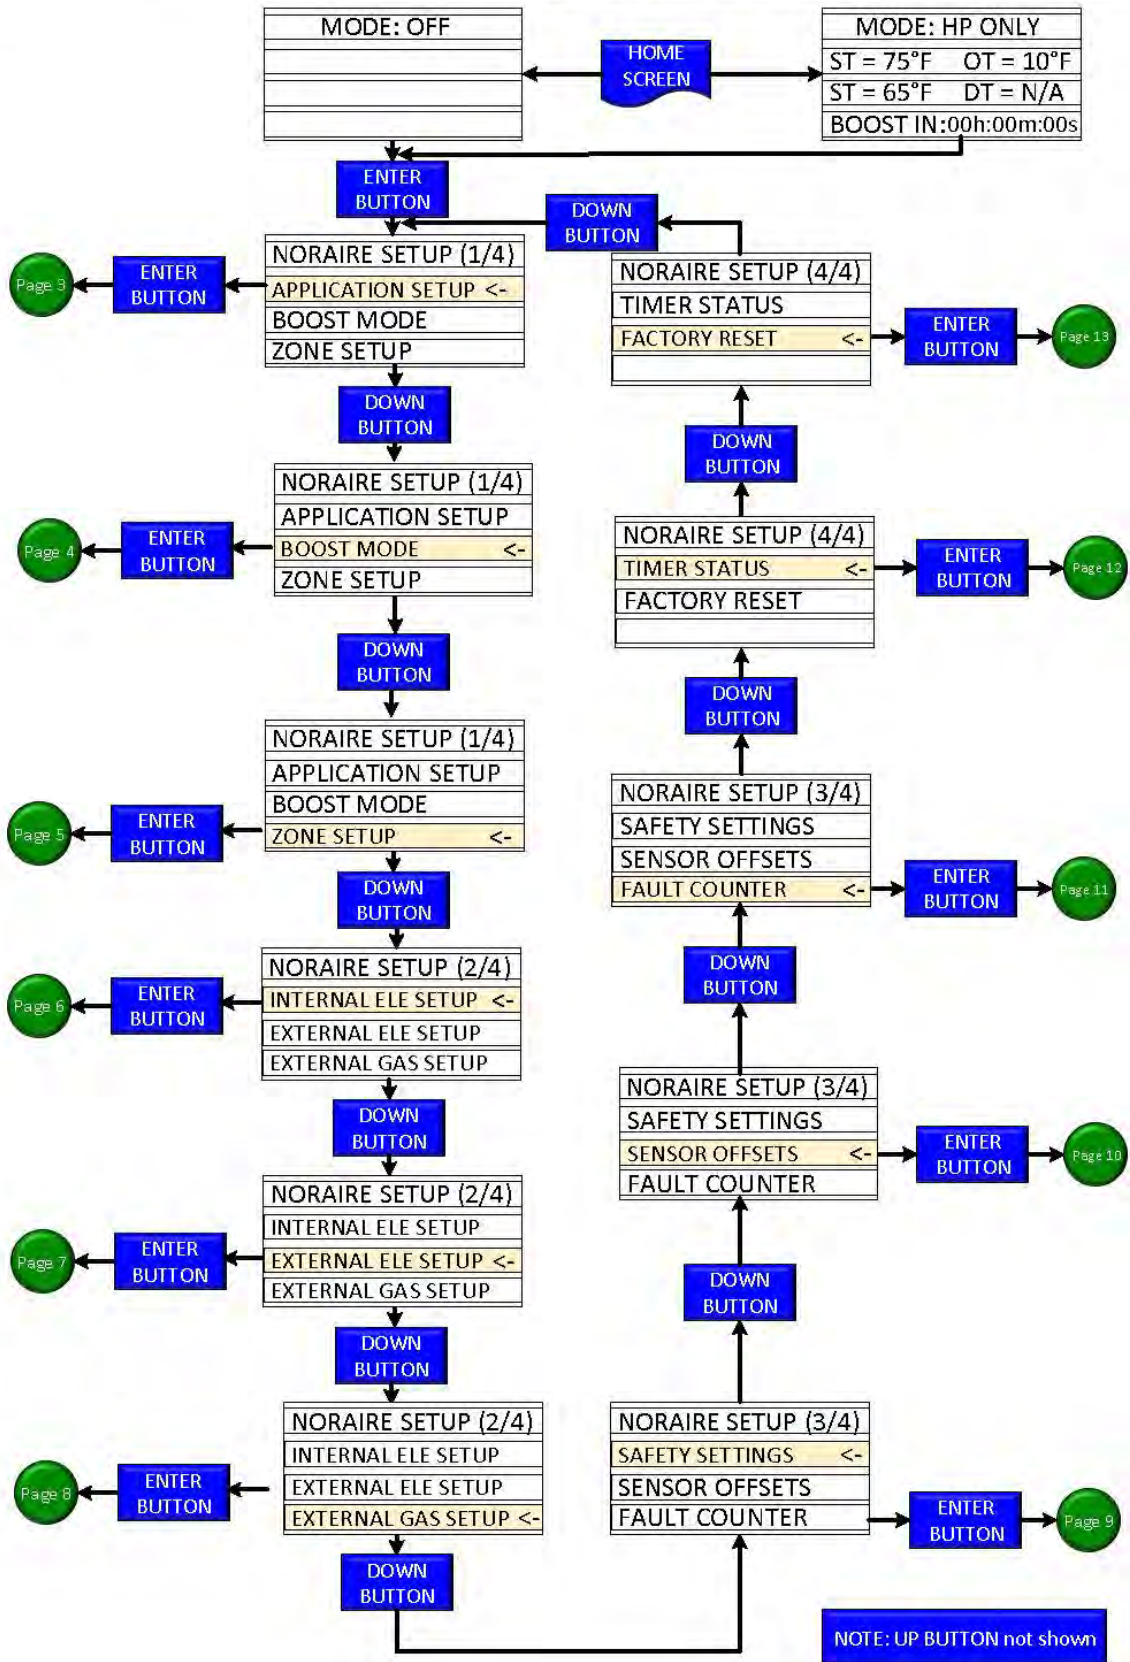 MODE: OFF
HOME
SCREEN
MODE: HP ONLY
ST = 75°F OT = 10°F
ST = 65°F DT = N/A
BOOST IN:00h:00m:00s
ENTER
BUTTON
DOWN
BUTTON
NORAIRE SETUP (1/4)
APPLICATION SETUP <-
BOOST MODE
ZONE SETUP
ENTER
BUTTON
Page 3
DOWN
BUTTON
NORAIRE SETUP (1/4)
APPLICATION SETUP
BOOST MODE <-
ZONE SETUP
ENTER
BUTTON
Page 4
DOWN
BUTTON
NORAIRE SETUP (1/4)
APPLICATION SETUP
BOOST MODE
ZONE SETUP <-
ENTER
BUTTON
Page 5
DOWN
BUTTON
NORAIRE SETUP (2/4)
INTERNAL ELE SETUP <-
EXTERNAL ELE SETUP
EXTERNAL GAS SETUP
ENTER
BUTTON
Page 6
DOWN
BUTTON
NORAIRE SETUP (2/4)
INTERNAL ELE SETUP
EXTERNAL ELE SETUP <-
EXTERNAL GAS SETUP
ENTER
BUTTON
Page 7
DOWN
BUTTON
NORAIRE SETUP (2/4)
INTERNAL ELE SETUP
EXTERNAL ELE SETUP
EXTERNAL GAS SETUP <-
ENTER
BUTTON
Page 8
DOWN
BUTTON
NORAIRE SETUP (3/4)
SAFETY SETTINGS <-
SENSOR OFFSETS
FAULT COUNTER
ENTER
BUTTON
Page 9
DOWN
BUTTON
NORAIRE SETUP (3/4)
SAFETY SETTINGS
SENSOR OFFSETS <-
FAULT COUNTER
ENTER
BUTTON
Page 10
DOWN
BUTTON
NORAIRE SETUP (3/4)
SAFETY SETTINGS
SENSOR OFFSETS
FAULT COUNTER <-
ENTER
BUTTON
Page 11
DOWN
BUTTON
NORAIRE SETUP (4/4)
TIMER STATUS <-
FACTORY RESET
ENTER
BUTTON
Page 12
DOWN
BUTTON
NORAIRE SETUP (4/4)
TIMER STATUS
FACTORY RESET <-
ENTER
BUTTON
Page 13
NOTE: UP BUTTON not shown